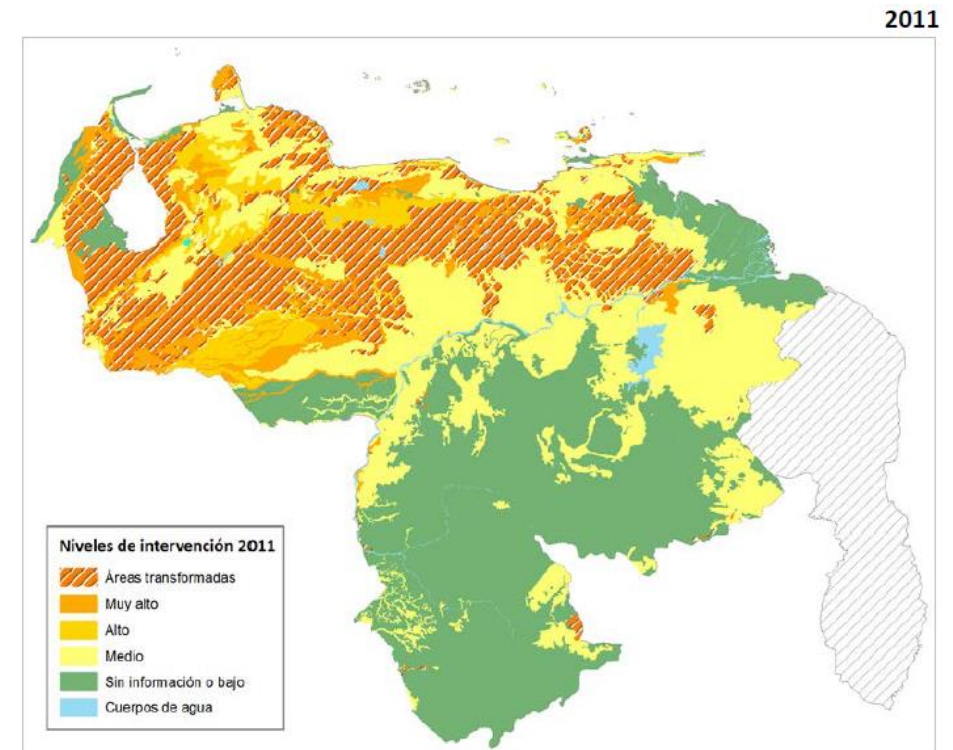 2011
Niveles de intervención 2011
Áreas transformadas
Muy alto
Alto
Medio
Sin información o bajo
Cuerpos de agua